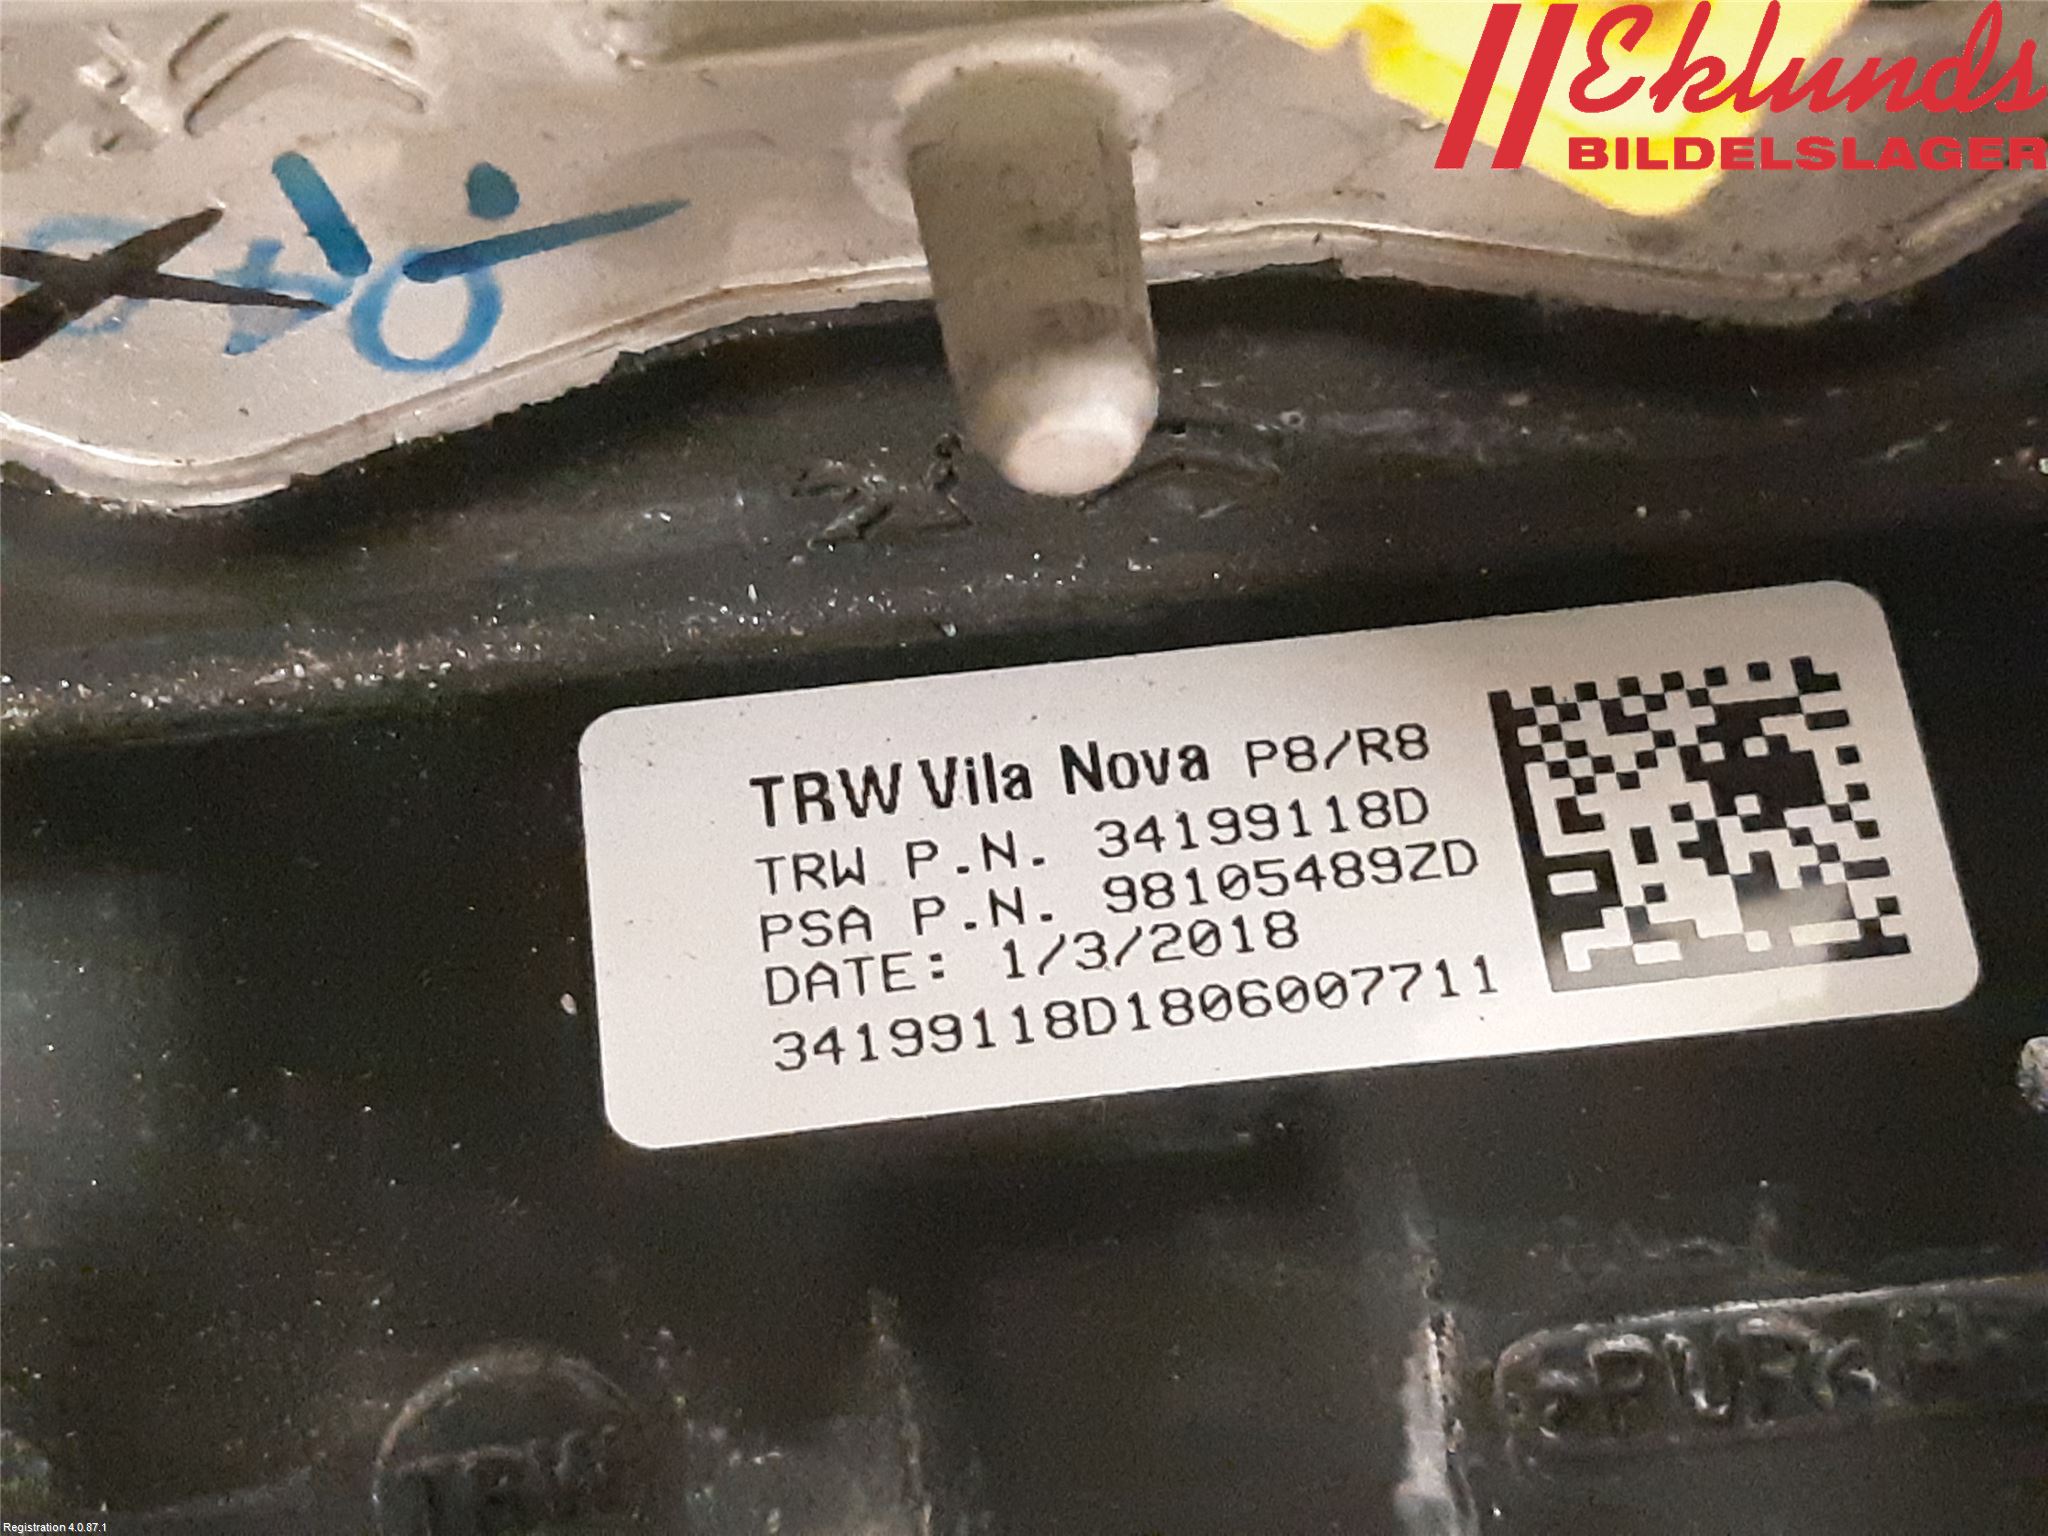 Eklunds
BILDELSLAGER
TRW Vila Nova P8/R8
TRW P.N. 34199118D
PSA P.N. 98105489ZD
DATE: 1/3/2018
34199118D1806007711
TRW
Registration 4.0.87.1